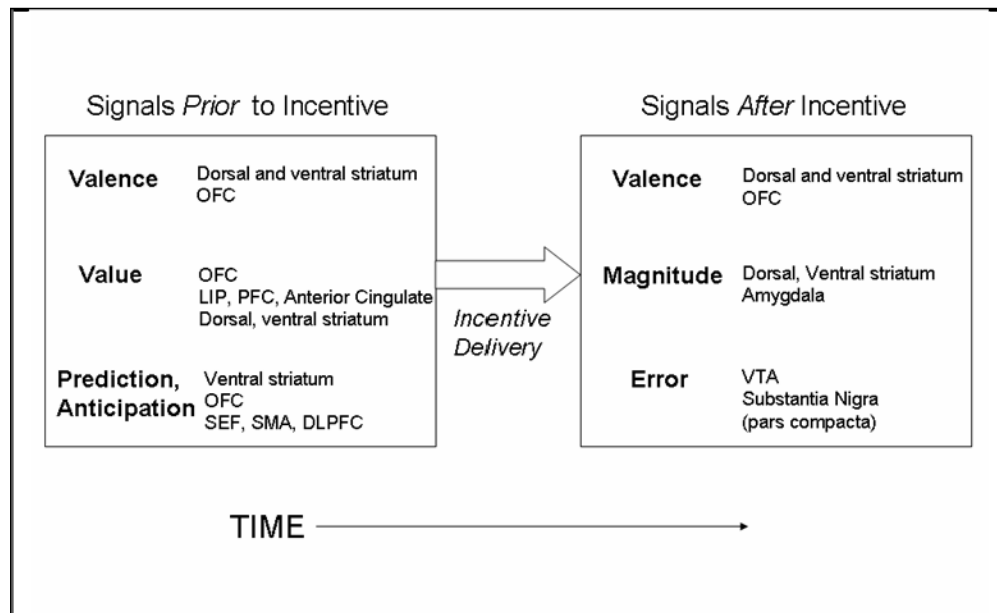 Signals Prior to Incentive
Valence
Dorsal and ventral striatum
OFC
Value
OFC
LIP, PFC, Anterior Cingulate
Dorsal, ventral striatum
Prediction,
Anticipation
Ventral striatum
OFC
SEF, SMA, DLPFC
Incentive
Delivery
Signals After Incentive
Valence
Dorsal and ventral striatum
OFC
Magnitude
Dorsal, Ventral striatum
Amygdala
Error
VTA
Substantia Nigra
(pars compacta)
TIME